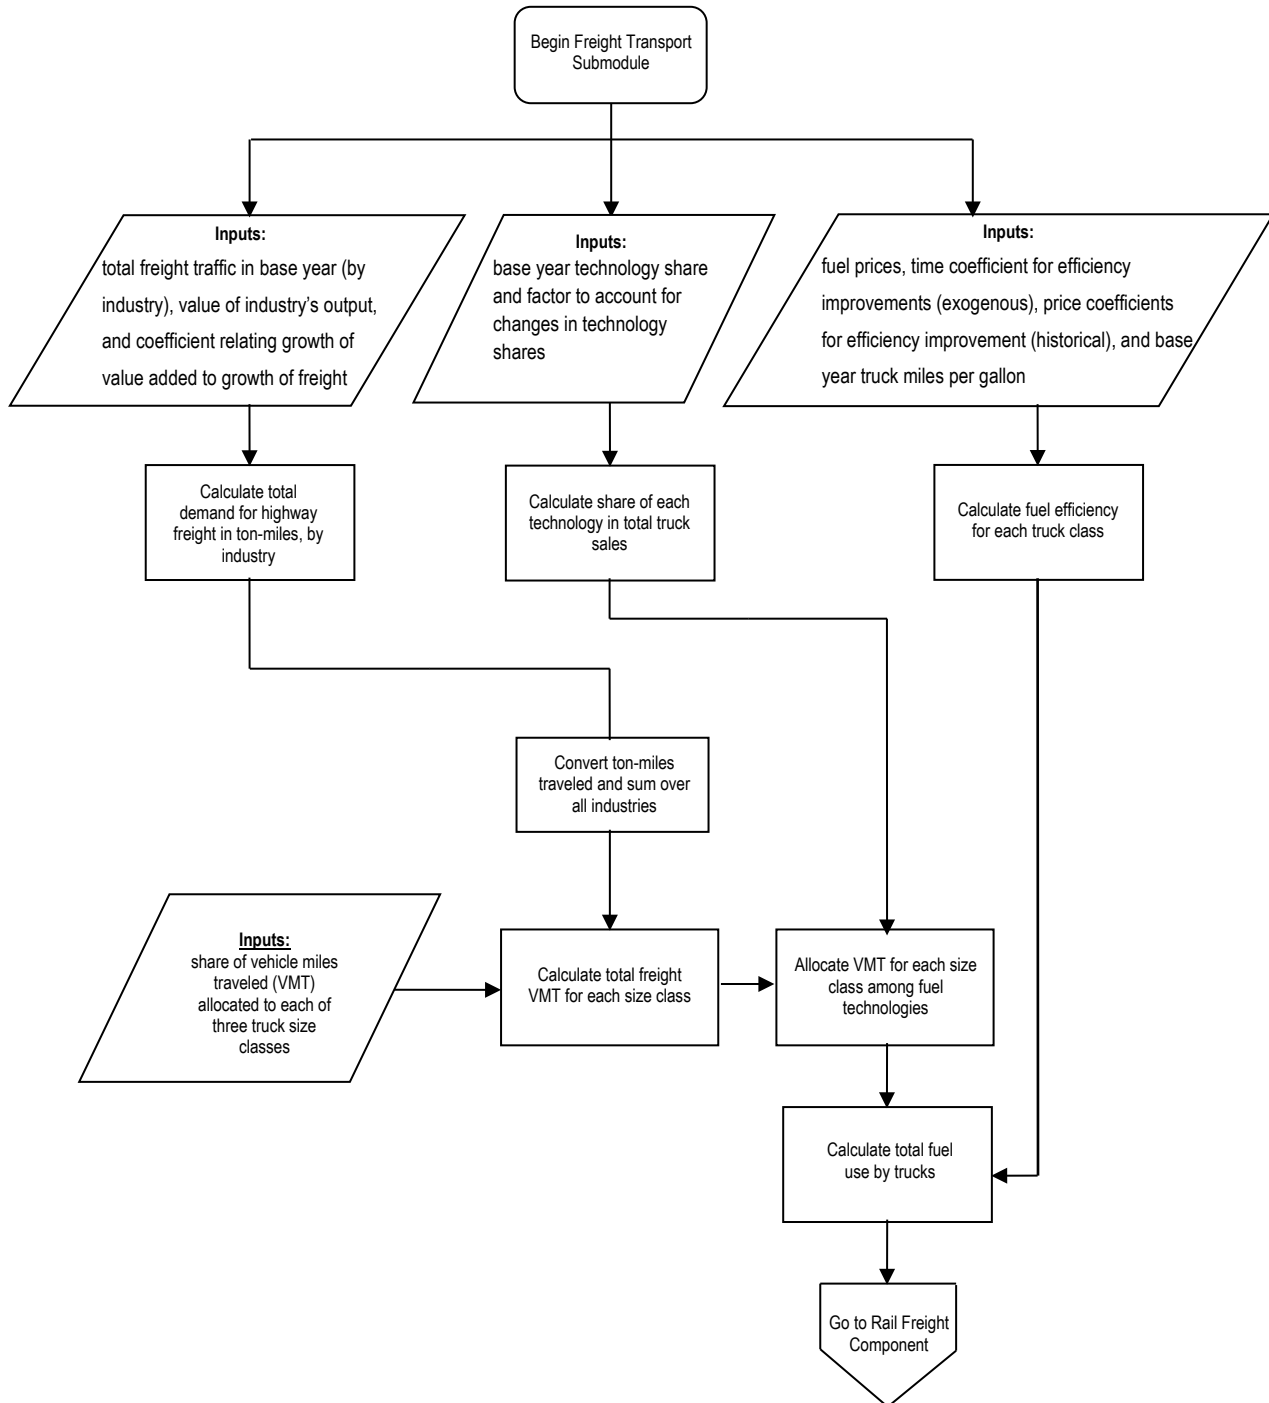 Begin Freight Transport
Submodule
Inputs:
total freight traffic in base year (by
industry), value of industry's output,
and coefficient relating growth of
value added to growth of freight
Inputs:
base year technology share
and factor to account for
changes in technology
shares
Inputs:
fuel prices, time coefficient for efficiency
improvements (exogenous), price coefficients
for efficiency improvement (historical), and base
year truck miles per gallon
Calculate total
demand for highway
freight in ton-miles, by
industry
Calculate share of each
technology in total truck
sales
Calculate fuel efficiency
for each truck class
Convert ton-miles
traveled and sum over
all industries
Inputs:
share of vehicle miles
traveled (VMT)
allocated to each of
three truck size
classes
Calculate total freight
VMT for each size class
Allocate VMT for each size
class among fuel
technologies
Calculate total fuel
use by trucks
Go to Rail Freight
Component